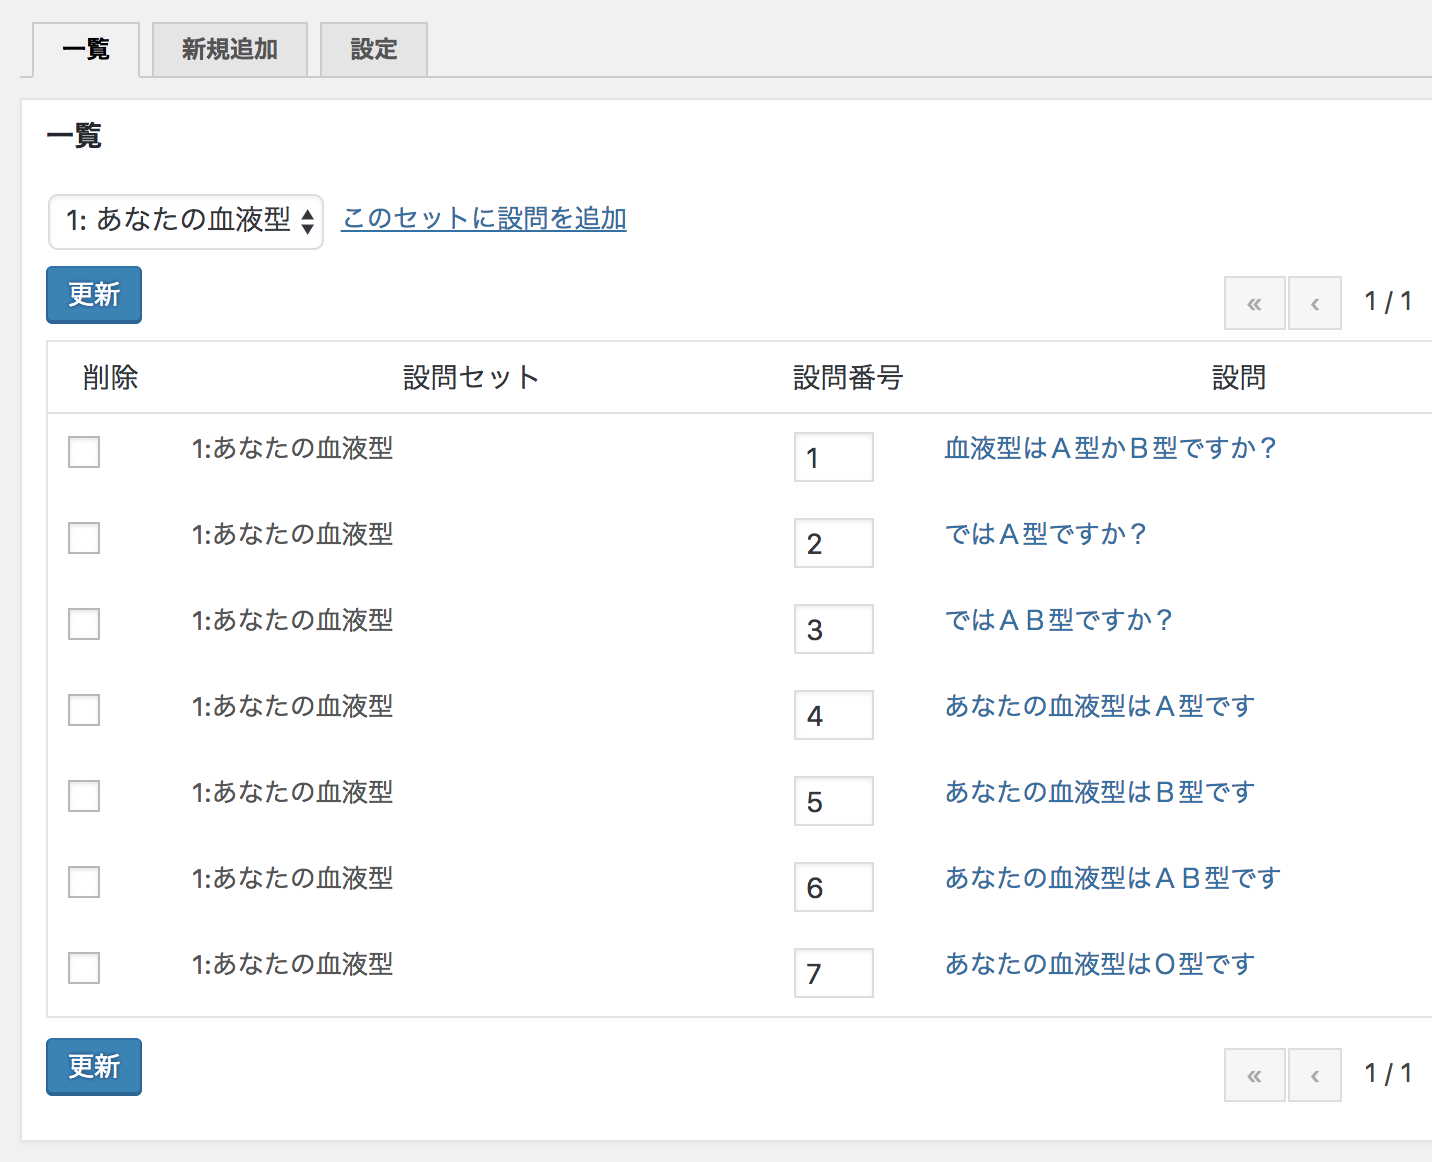 一覧 新規追加 設定
一覧
1: あなたの血液型 このセットに設問を追加
更新
« ‹ 1 / 1
削除 設問セット 設問番号 設問
1:あなたの血液型 1 血液型はＡ型かＢ型ですか？
1:あなたの血液型 2 ではＡ型ですか？
1:あなたの血液型 3 ではＡＢ型ですか？
1:あなたの血液型 4 あなたの血液型はＡ型です
1:あなたの血液型 5 あなたの血液型はＢ型です
1:あなたの血液型 6 あなたの血液型はＡＢ型です
1:あなたの血液型 7 あなたの血液型はＯ型です
更新
« ‹ 1 / 1